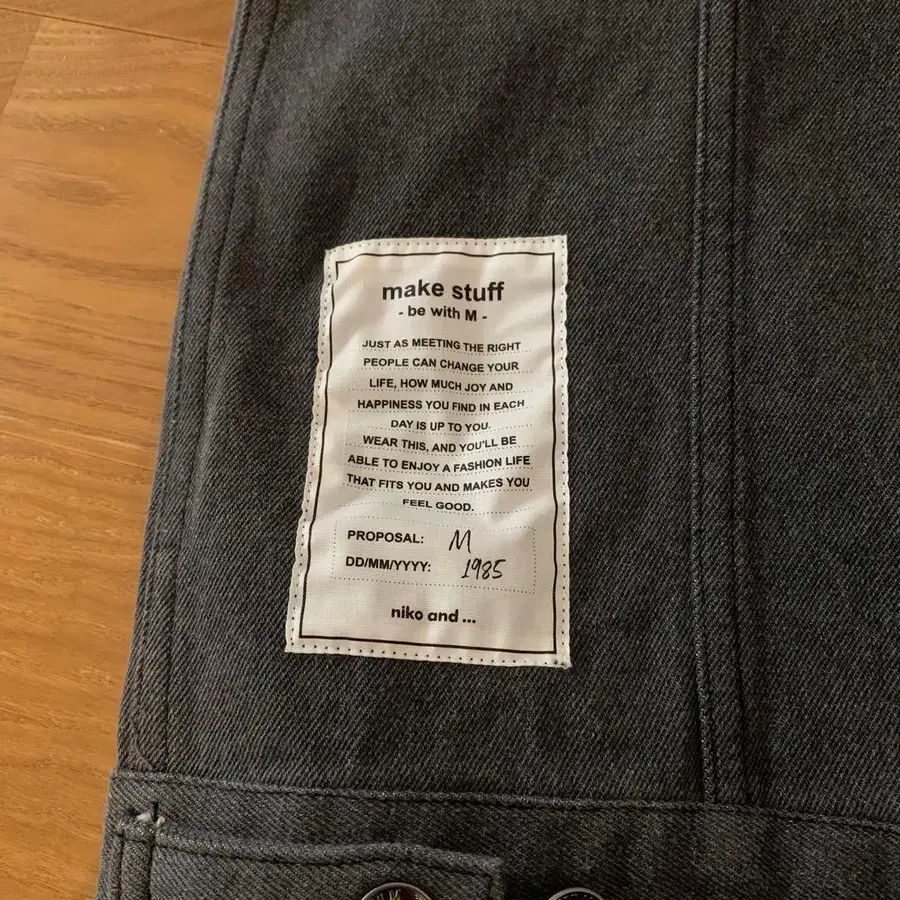 make stuff
- be with M -
JUST AS MEETING THE RIGHT
PEOPLE CAN CHANGE YOUR
LIFE, HOW MUCH JOY AND
HAPPINESS YOU FIND IN EACH
DAY IS UP TO YOU.
WEAR THIS, AND YOU'LL BE
ABLE TO ENJOY A FASHION LIFE
THAT FITS YOU AND MAKES YOU
FEEL GOOD.
PROPOSAL: M
DD/MM/YYYY: 1985
niko and ...